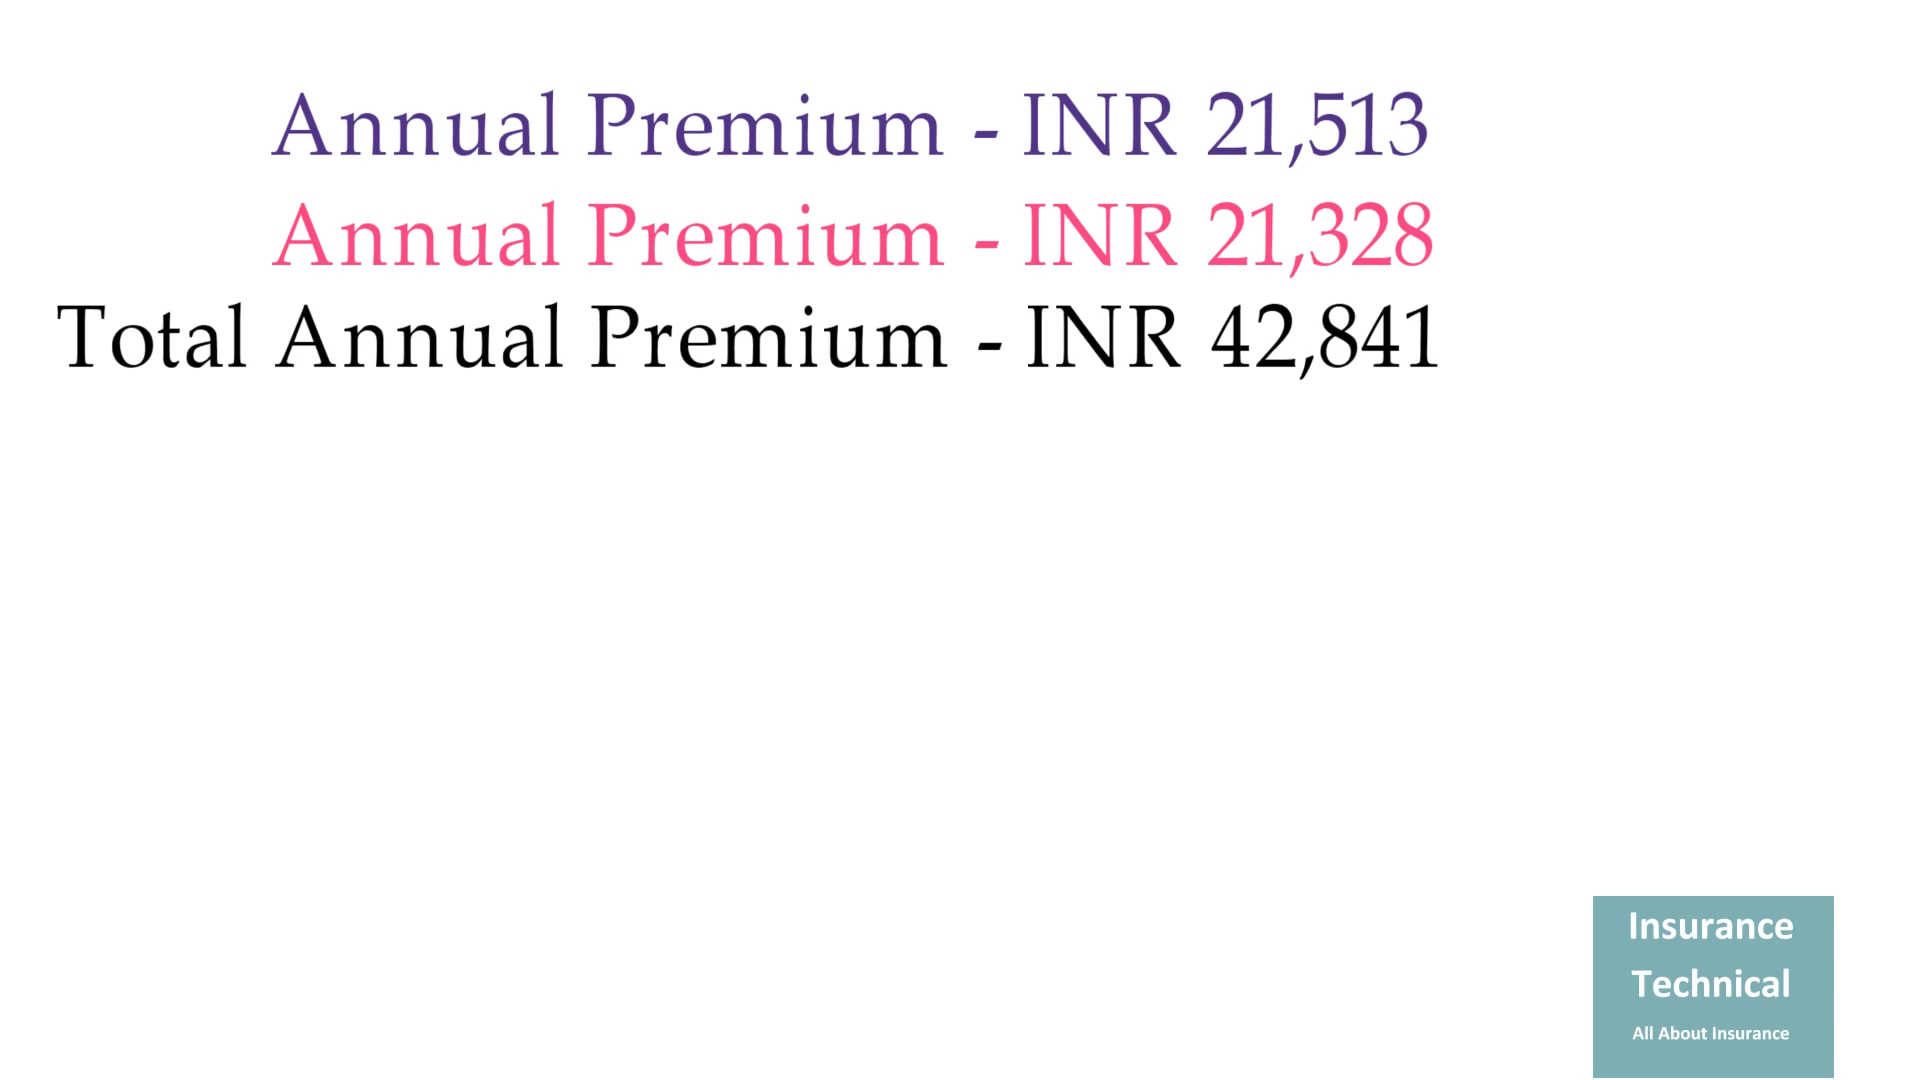 Annual Premium - INR 21,513
Annual Premium - INR 21,328
Total Annual Premium - INR 42,841
Insurance
Technical
All About Insurance